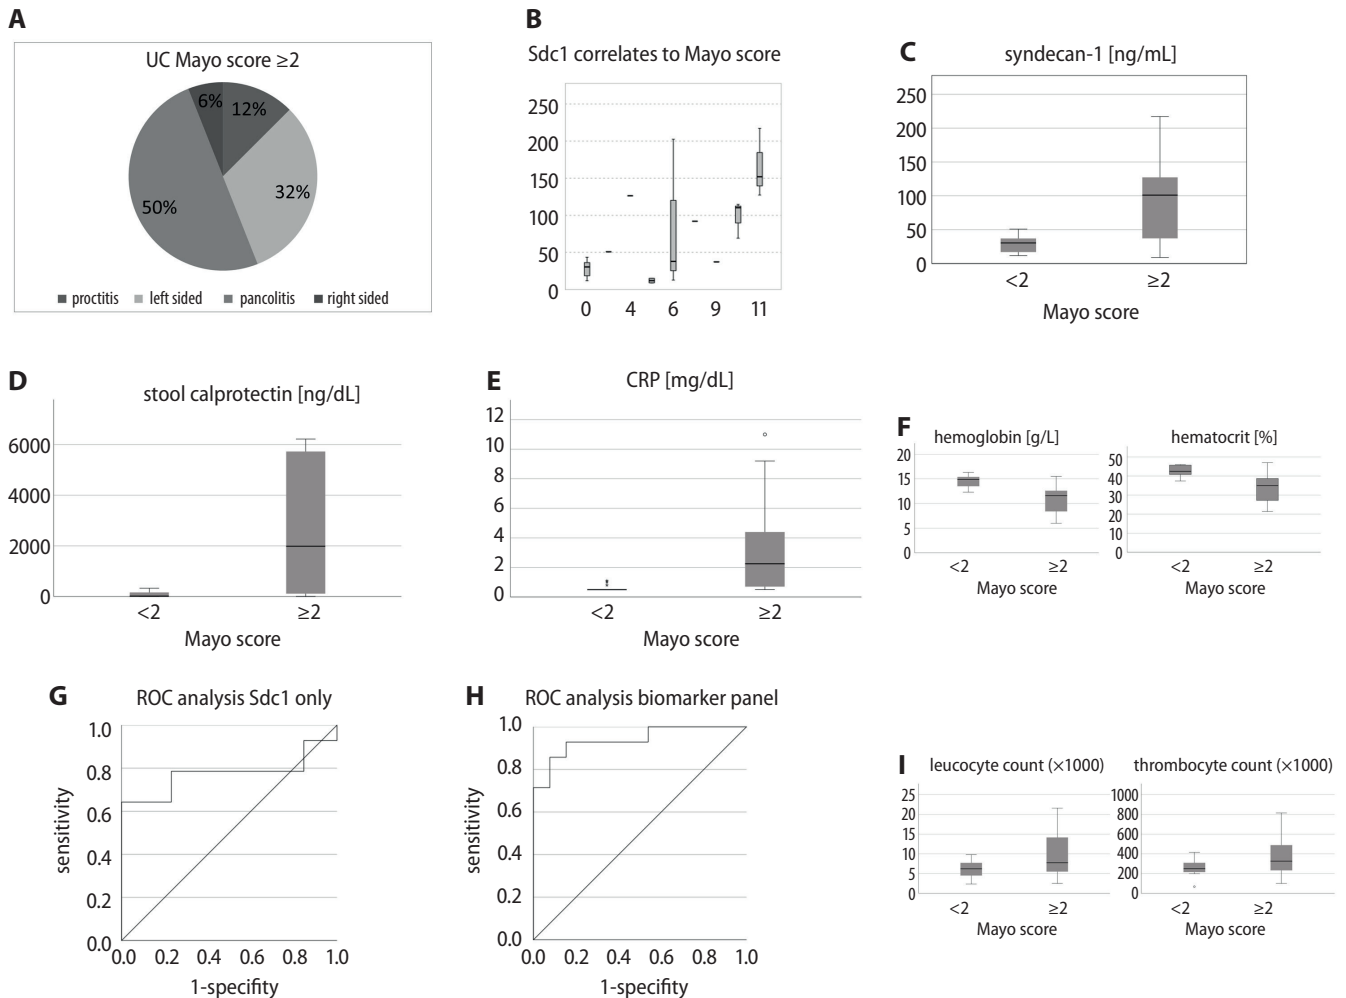 A
UC Mayo score ≥2
6%
12%
32%
50%
proctitis left sided pancolitis right sided
B
Sdc1 correlates to Mayo score
250
200
150
100
50
0
0 4 6 9 11
C
syndecan-1 [ng/mL]
250
200
150
100
50
0
<2 ≥2
Mayo score
D
stool calprotectin [ng/dL]
6000
4000
2000
0
<2 ≥2
Mayo score
E
CRP [mg/dL]
12
10
8
6
4
2
0
<2 ≥2
Mayo score
F
hemoglobin [g/L]
20
15
10
5
0
<2 ≥2
Mayo score
hematocrit [%]
50
40
30
20
10
0
<2 ≥2
Mayo score
G
ROC analysis Sdc1 only
1.0
0.8
0.6
0.4
0.2
0.0
sensitivity
0.0 0.2 0.4 0.6 0.8 1.0
1-specifity
H
ROC analysis biomarker panel
1.0
0.8
0.6
0.4
0.2
0.0
sensitivity
0.0 0.2 0.4 0.6 0.8 1.0
1-specifity
I
leucocyte count (×1000)
25
20
15
10
5
0
<2 ≥2
Mayo score
thrombocyte count (×1000)
1000
800
600
400
200
0
<2 ≥2
Mayo score